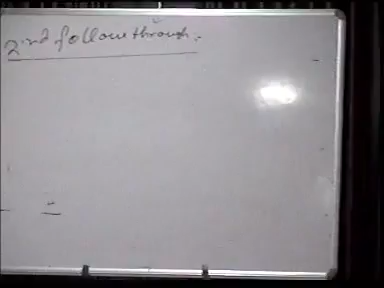 2nd follow through :-